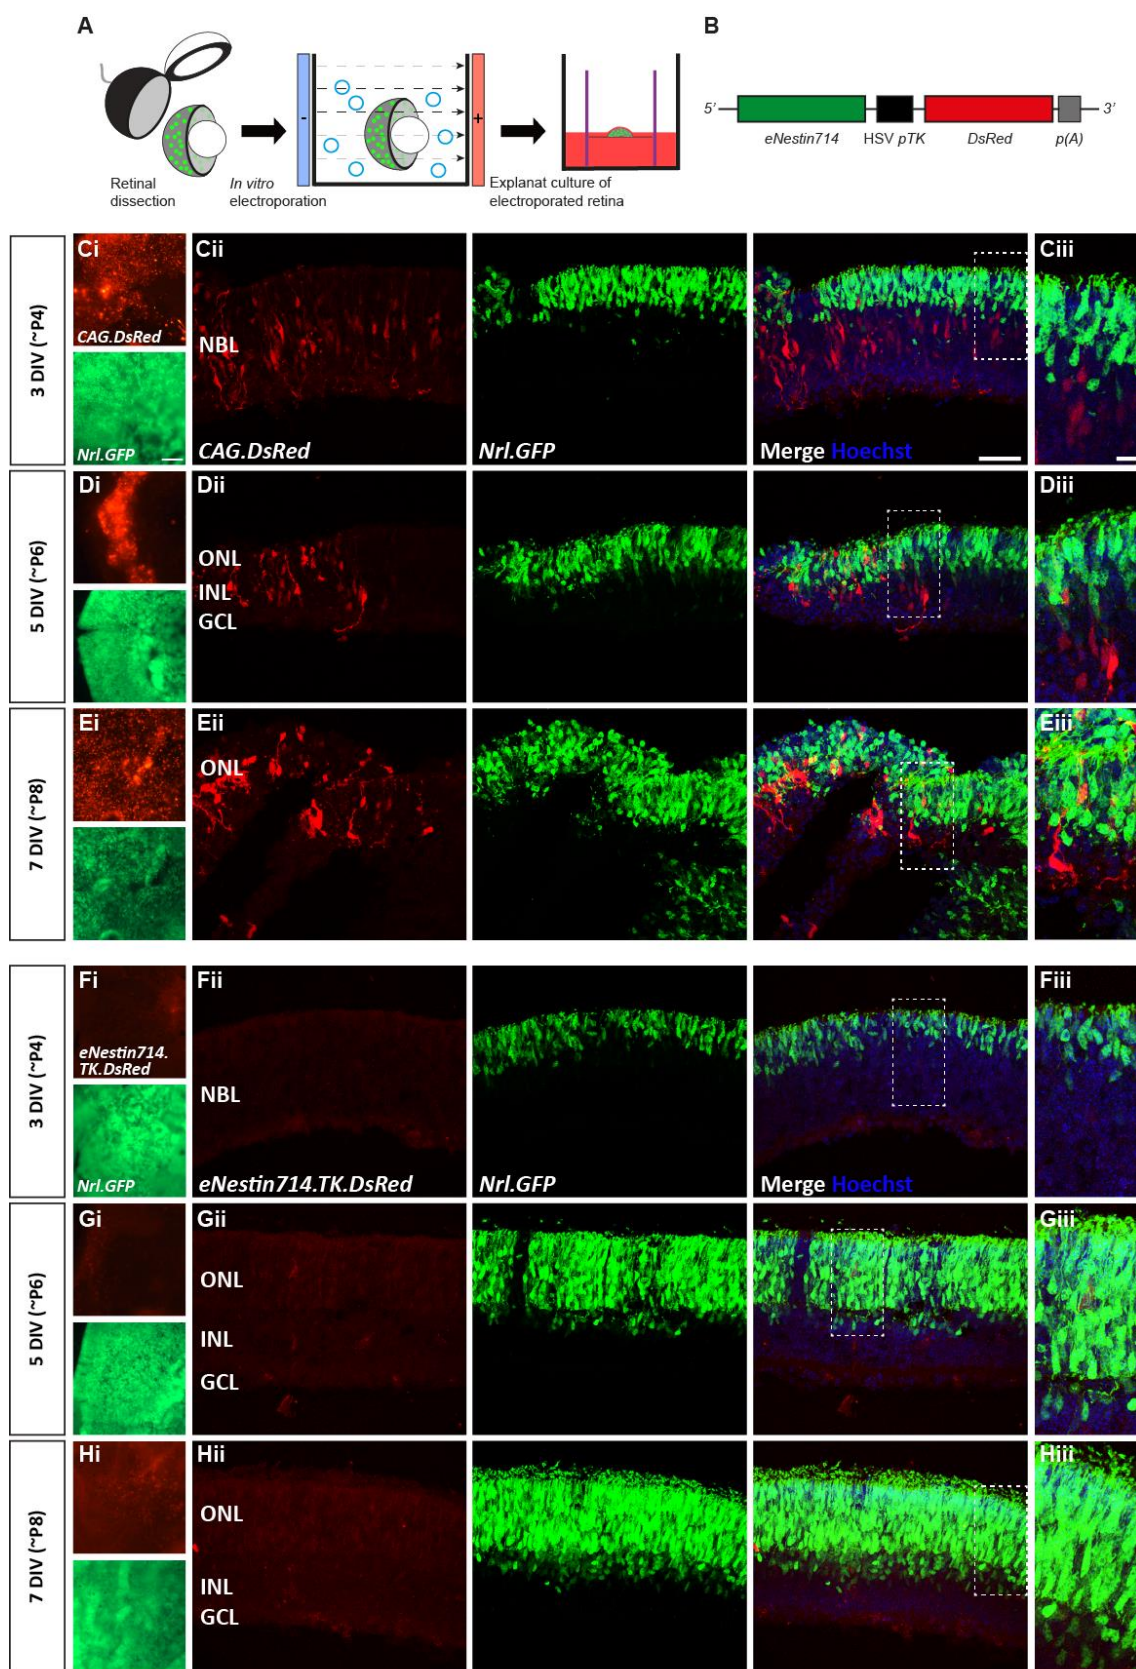 A
B
-
+
Retinal
dissection
In vitro
electroporation
Explanat culture of
electroporated retina
5’
3’
eNestin714
HSV pTK
DsRed
p(A)
3 DIV (~P4)
Ci
CAG.DsRed
Nrl.GFP
Cii
NBL
CAG.DsRed
Nrl.GFP
Merge Hoechst
Ciii
5 DIV (~P6)
Di
Dii
ONL
INL
GCL
Diii
7 DIV (~P8)
Ei
Eii
ONL
Eiii
3 DIV (~P4)
Fi
eNestin714.
TK.DsRed
Nrl.GFP
Fii
NBL
eNestin714.TK.DsRed
Nrl.GFP
Merge Hoechst
Fiii
5 DIV (~P6)
Gi
Gii
ONL
INL
GCL
Giii
7 DIV (~P8)
Hi
Hii
ONL
INL
GCL
Hiii